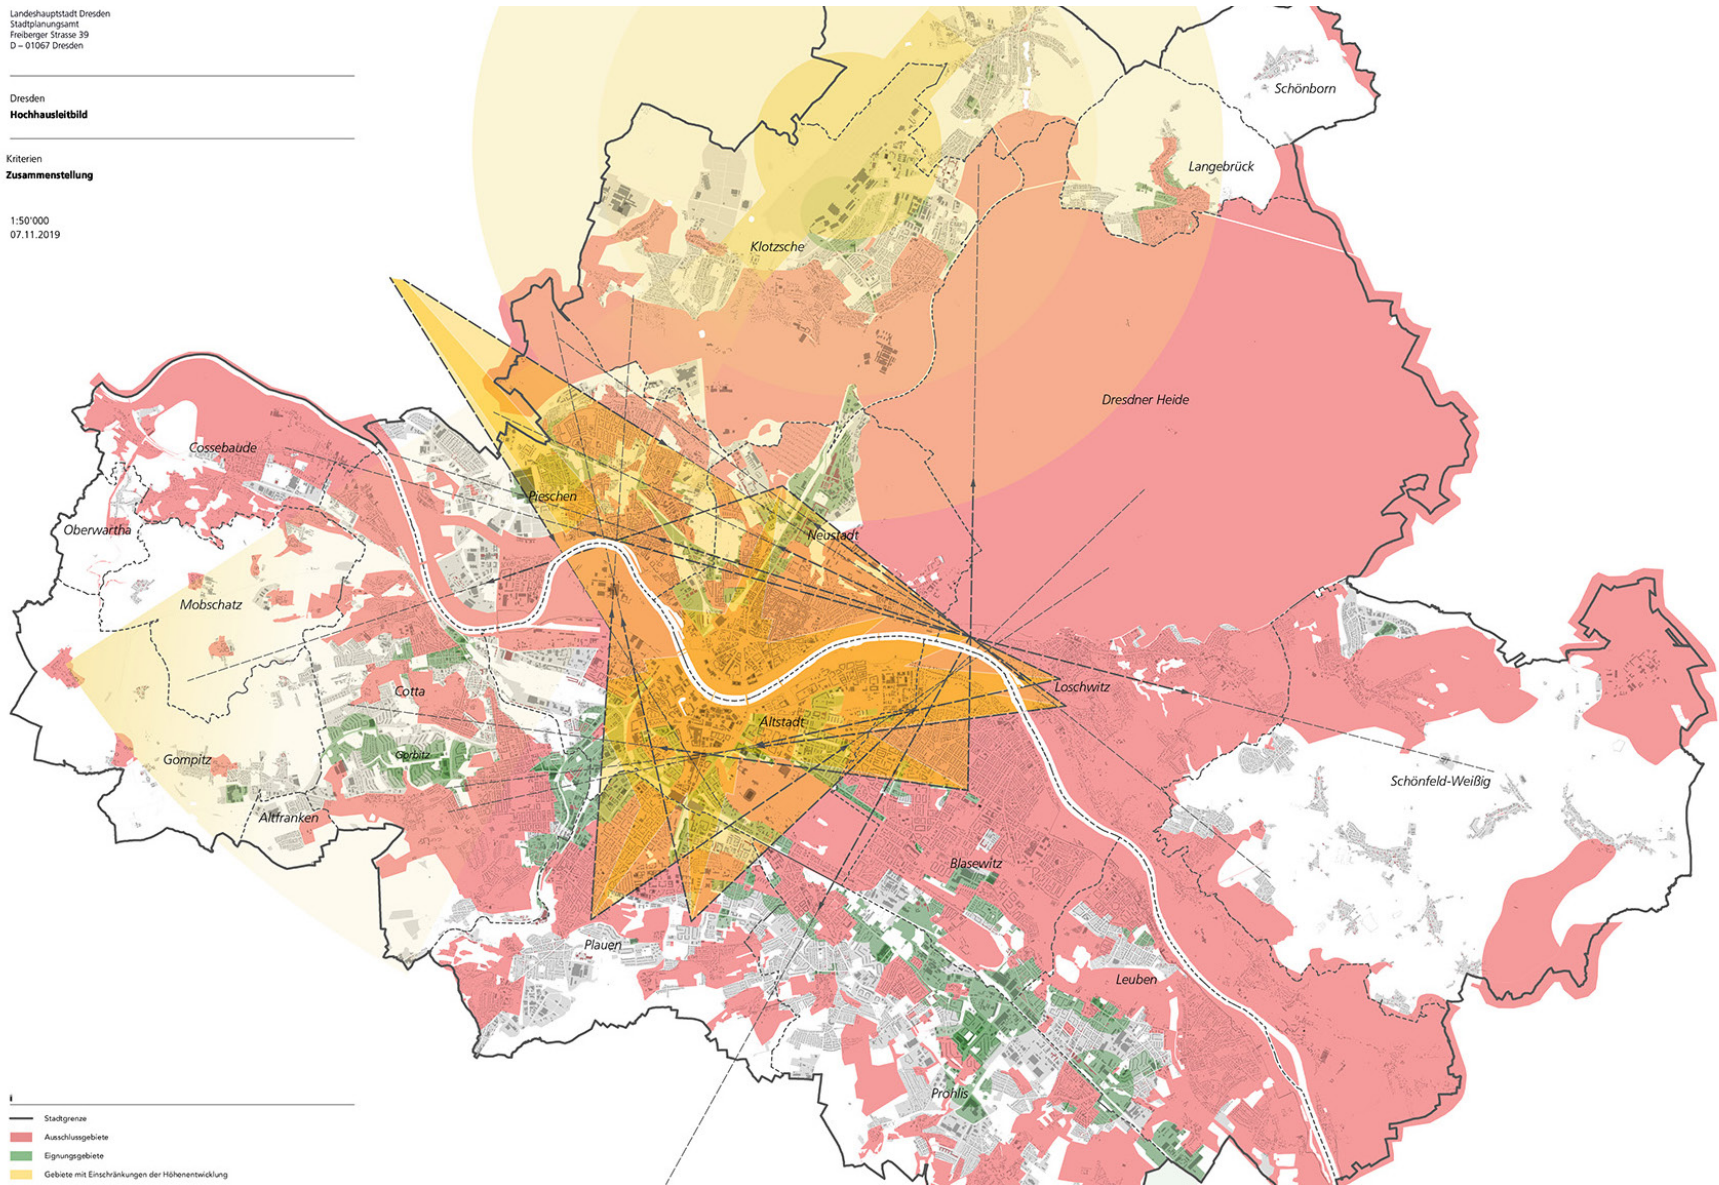 Landeshauptstadt Dresden
Stadtplanungsamt
Freiberger Strasse 39
D – 01067 Dresden
Dresden
Hochhausleitbild
Kriterien
Zusammenstellung
1:50'000
07.11.2019
Schönborn
Langebrück
Klotzsche
Dresdner Heide
Cossebaude
Pieschen
Oberwartha
Neustadt
Mobschatz
Cotta
Loschwitz
Altstadt
Gorbitz
Gompitz
Schönfeld-Weißig
Altfranken
Blasewitz
Plauen
Leuben
Prohlis
Stadtgrenze
Ausschlussgebiete
Eignungsgebiete
Gebiete mit Einschränkungen der Höhenentwicklung